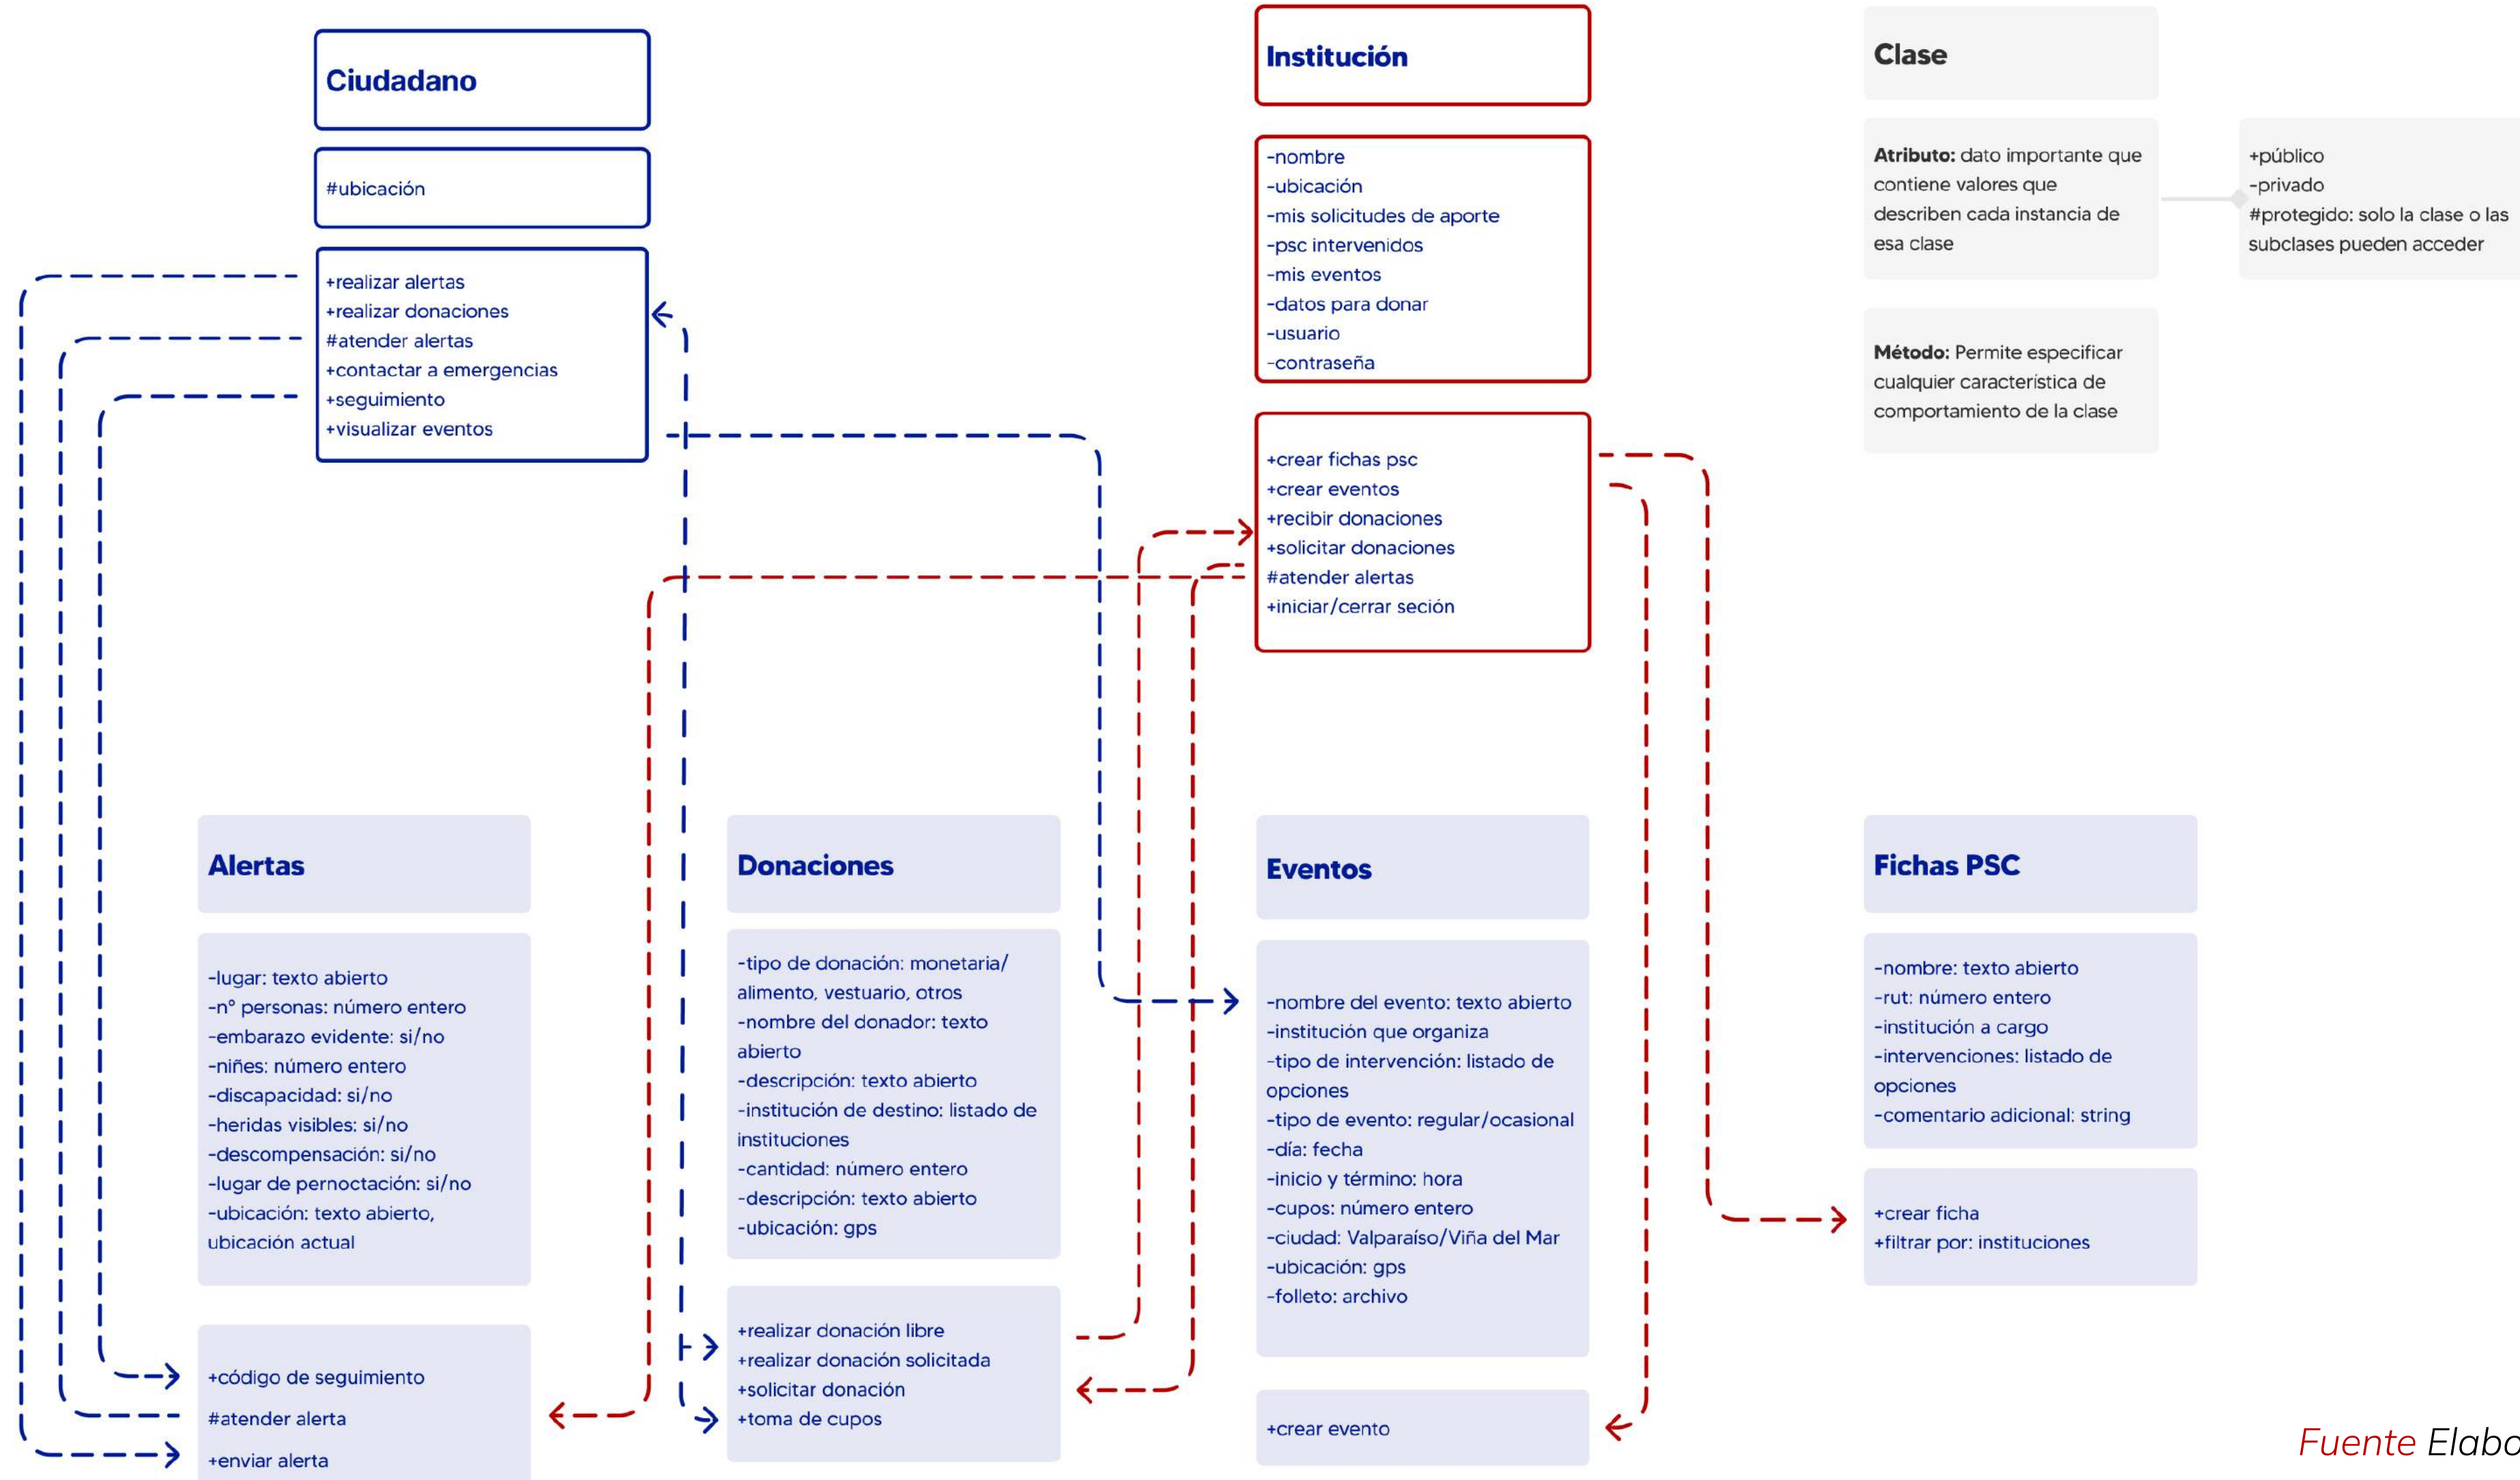 Ciudadano
#ubicación
+realizar alertas
+realizar donaciones
#atender alertas
+contactar a emergencias
+seguimiento
+visualizar eventos
Institución
-nombre
-ubicación
-mis solicitudes de aporte
-psc intervenidos
-mis eventos
-datos para donar
-usuario
-contraseña
+crear fichas psc
+crear eventos
+recibir donaciones
+solicitar donaciones
#atender alertas
+iniciar/cerrar seción
Clase
Atributo: dato importante que
contiene valores que
describen cada instancia de
esa clase
+público
-privado
#protegido: solo la clase o las
subclases pueden acceder
Método: Permite especificar
cualquier característica de
comportamiento de la clase
Alertas
-lugar: texto abierto
-n° personas: número entero
-embarazo evidente: si/no
-niñes: número entero
-discapacidad: si/no
-heridas visibles: si/no
-descompensación: si/no
-lugar de pernoctación: si/no
-ubicación: texto abierto,
ubicación actual
+código de seguimiento
#atender alerta
+enviar alerta
Donaciones
-tipo de donación: monetaria/
alimento, vestuario, otros
-nombre del donador: texto
abierto
-descripción: texto abierto
-institución de destino: listado de
instituciones
-cantidad: número entero
-descripción: texto abierto
-ubicación: gps
+realizar donación libre
+realizar donación solicitada
+solicitar donación
+toma de cupos
Eventos
-nombre del evento: texto abierto
-institución que organiza
-tipo de intervención: listado de
opciones
-tipo de evento: regular/ocasional
-día: fecha
-inicio y término: hora
-cupos: número entero
-ciudad: Valparaíso/Viña del Mar
-ubicación: gps
-folleto: archivo
+crear evento
Fichas PSC
-nombre: texto abierto
-rut: número entero
-institución a cargo
-intervenciones: listado de
opciones
-comentario adicional: string
+crear ficha
+filtrar por: instituciones
Fuente